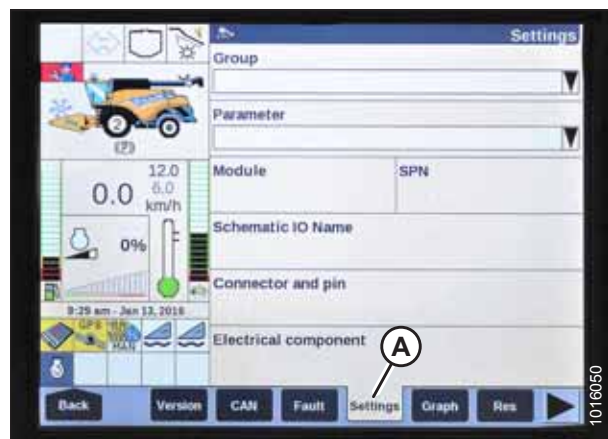 Settings
Group
Parameter
2
(P)
12.0
Module
SPN
0.0
6.0
km/h
Schematic IO Name
0%
Connector and pin
9:29 am - Jan 13, 2016
GPS
MAN
Electrical component
A
Back
Version
CAN
Fault
Settings
Graph
Res
1016050